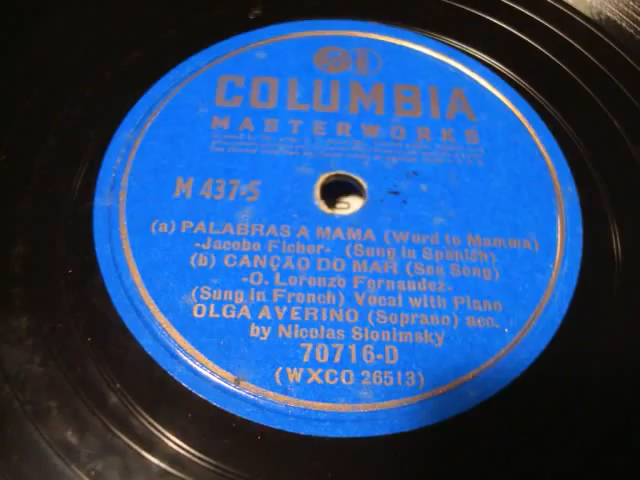 COLUMBIA
MASTERWORKS
M 437-5
(a) PALABRAS A MAMA (Word to Mamma)
-Jacobo Ficher- (Sung in Spanish)
(b) CANÇÃO DO MAR (Sea Song)
-O. Lorenzo Fernandez-
(Sung in French) Vocal with Piano
OLGA AVERINO (Soprano) acc.
by Nicolas Slonimsky
70716-D
(WXCO 26513)